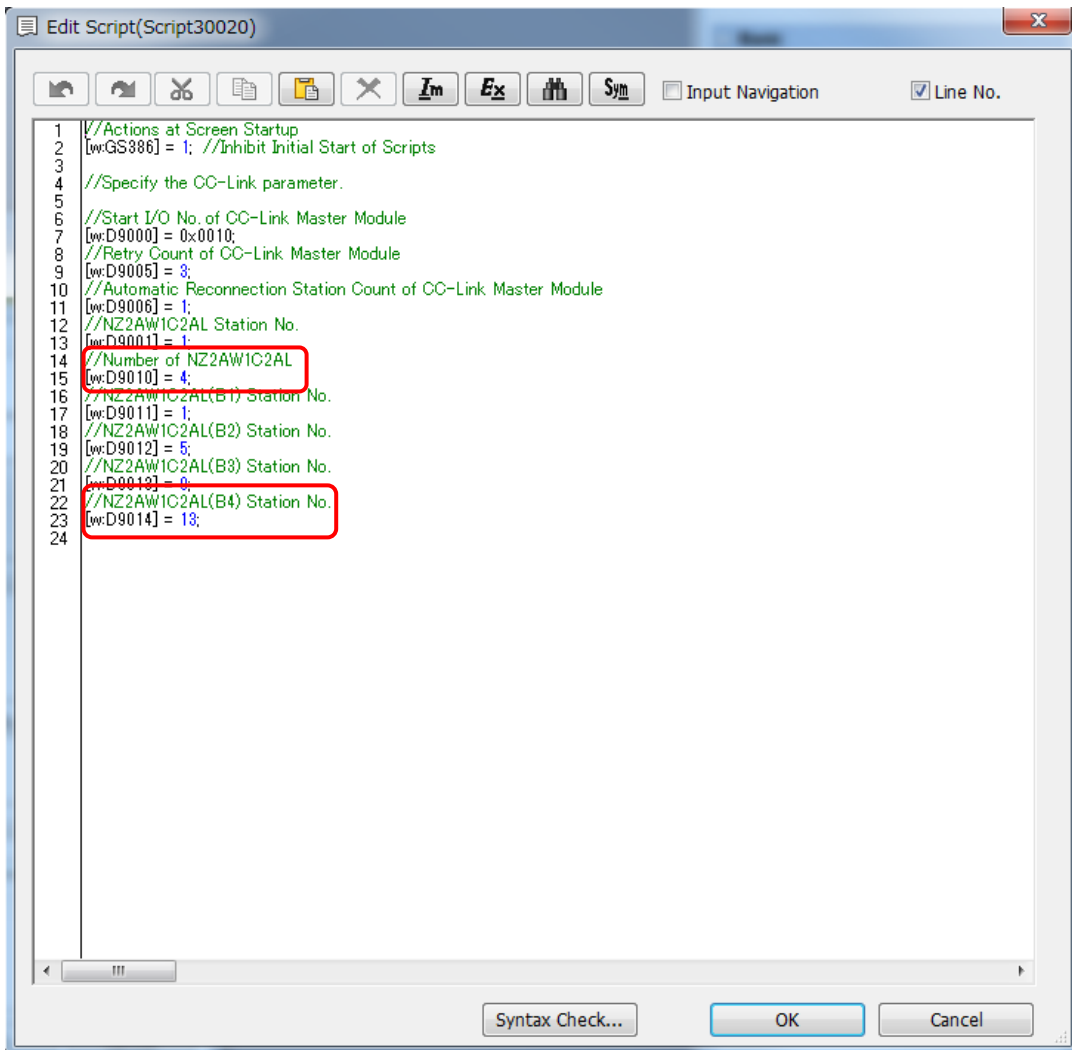 Edit Script(Script30020)
Im Ex Sym Input Navigation Line No.
1 //Actions at Screen Startup
2 [w:GS386] = 1; //Inhibit Initial Start of Scripts
3
4 //Specify the CC-Link parameter.
5
6 //Start I/O No. of CC-Link Master Module
7 [w:D9000] = 0x0010;
8 //Retry Count of CC-Link Master Module
9 [w:D9005] = 3;
10 //Automatic Reconnection Station Count of CC-Link Master Module
11 [w:D9006] = 1;
12 //NZ2AW1C2AL Station No.
13 [w:D9001] = 1;
14 //Number of NZ2AW1C2AL
15 [w:D9010] = 4;
16 //NZ2AW1C2AL(B1) Station No.
17 [w:D9011] = 1;
18 //NZ2AW1C2AL(B2) Station No.
19 [w:D9012] = 5;
20 //NZ2AW1C2AL(B3) Station No.
21 [w:D9013] = 9;
22 //NZ2AW1C2AL(B4) Station No.
23 [w:D9014] = 13;
24
Syntax Check... OK Cancel